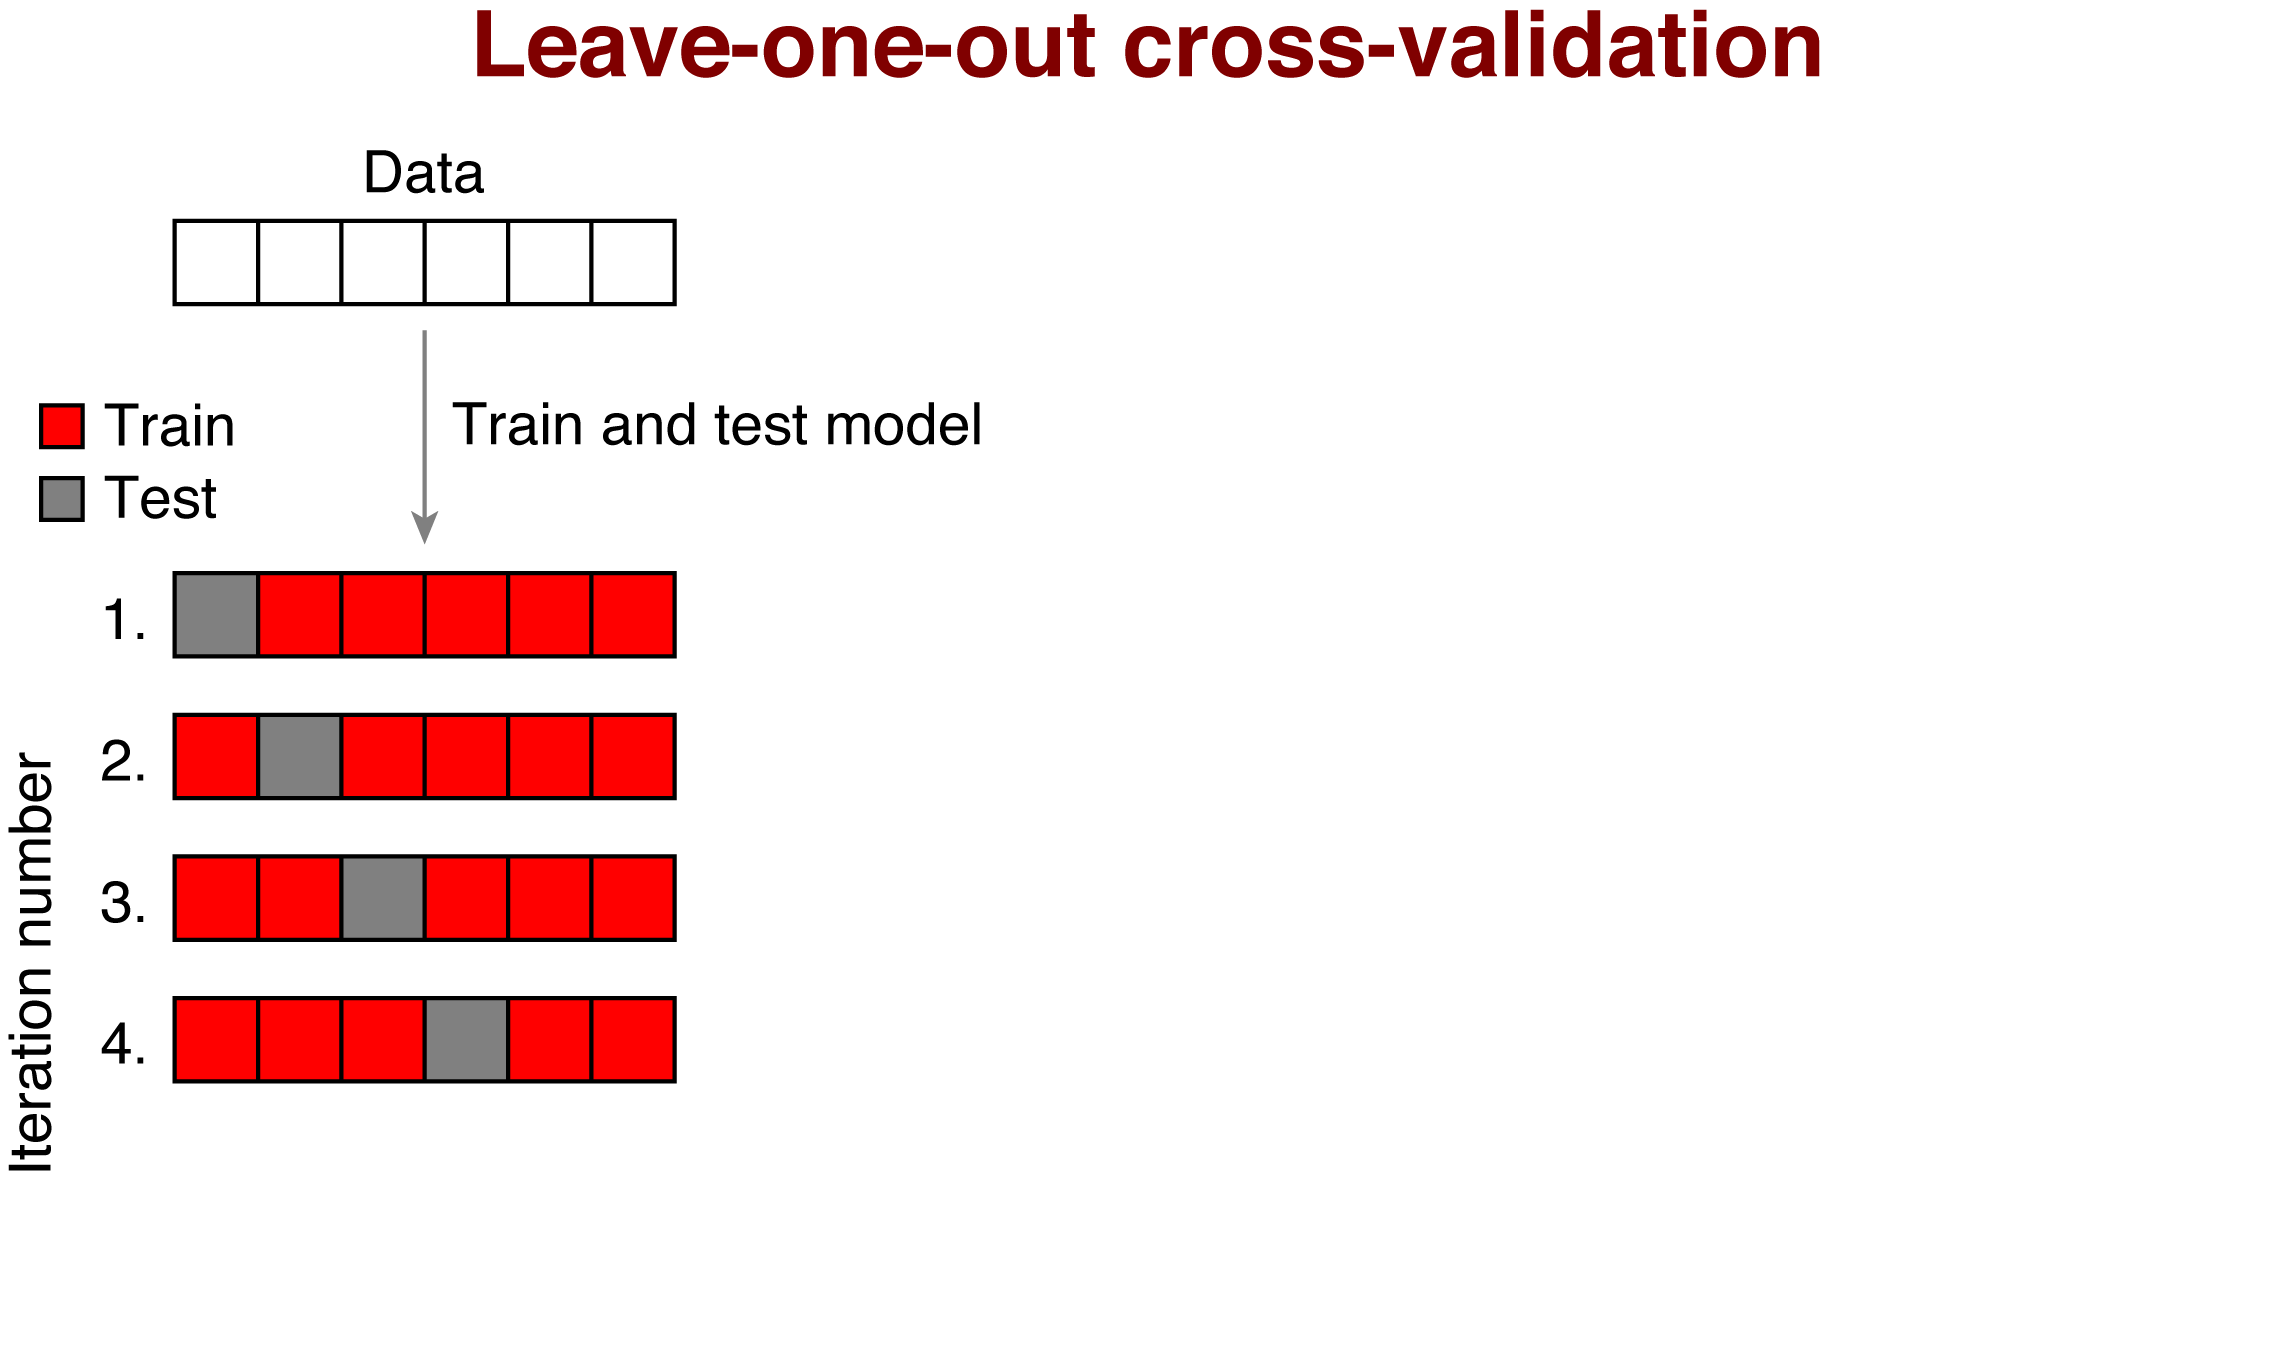 Leave-one-out cross-validation
Data
Train
Test
Train and test model
Iteration number
1.
2.
3.
4.